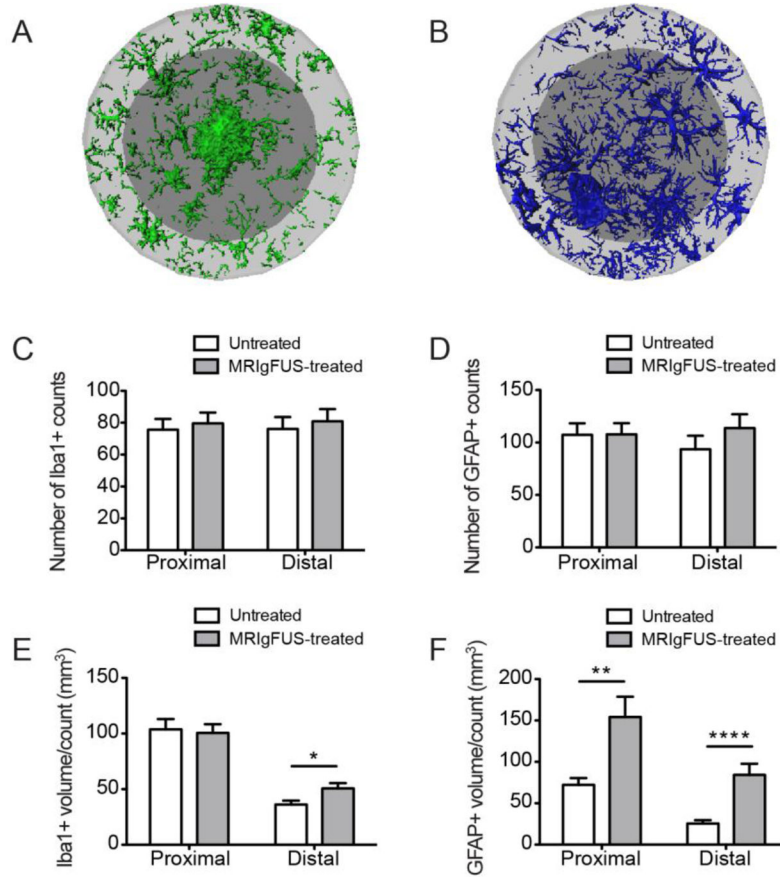 A
B
C
Untreated
MRIgFUS-treated
Number of Iba1+ counts
100
80
60
40
20
0
Proximal
Distal
D
Untreated
MRIgFUS-treated
Number of GFAP+ counts
150
100
50
0
Proximal
Distal
E
Untreated
MRIgFUS-treated
Iba1+ volume/count (mm³)
150
100
50
0
*
Proximal
Distal
F
Untreated
MRIgFUS-treated
GFAP+ volume/count (mm³)
200
150
100
50
0
**
****
Proximal
Distal